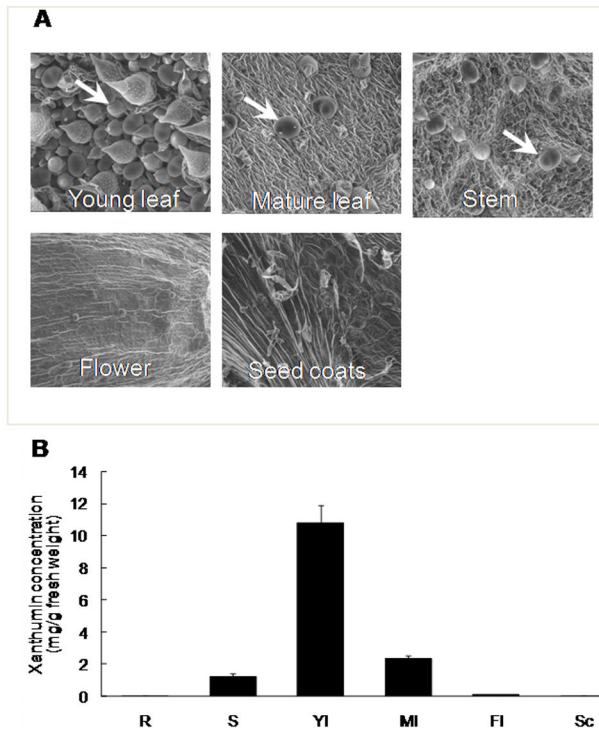 A
Young leaf
Mature leaf
Stem
Flower
Seed coats
B
Xanthumin concentration
(mg/g fresh weight)
14
12
10
8
6
4
2
0
R S Yl Ml Fl Sc